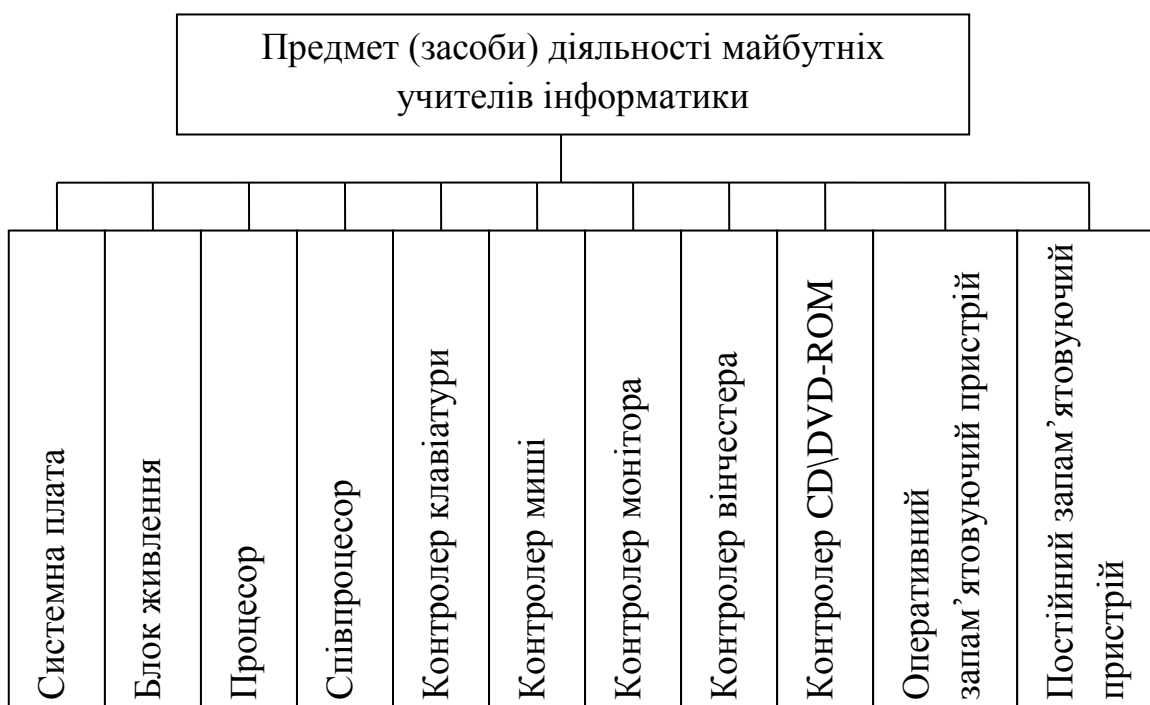 Предмет (засоби) діяльності майбутніх
учителів інформатики
Системна плата
Блок живлення
Процесор
Співпроцесор
Контролер клавіатури
Контролер миші
Контролер монітора
Контролер вінчестера
Контролер CD\DVD-ROM
Оперативний
запам’ятовуючий пристрій
Постійний запам’ятовуючий
пристрій